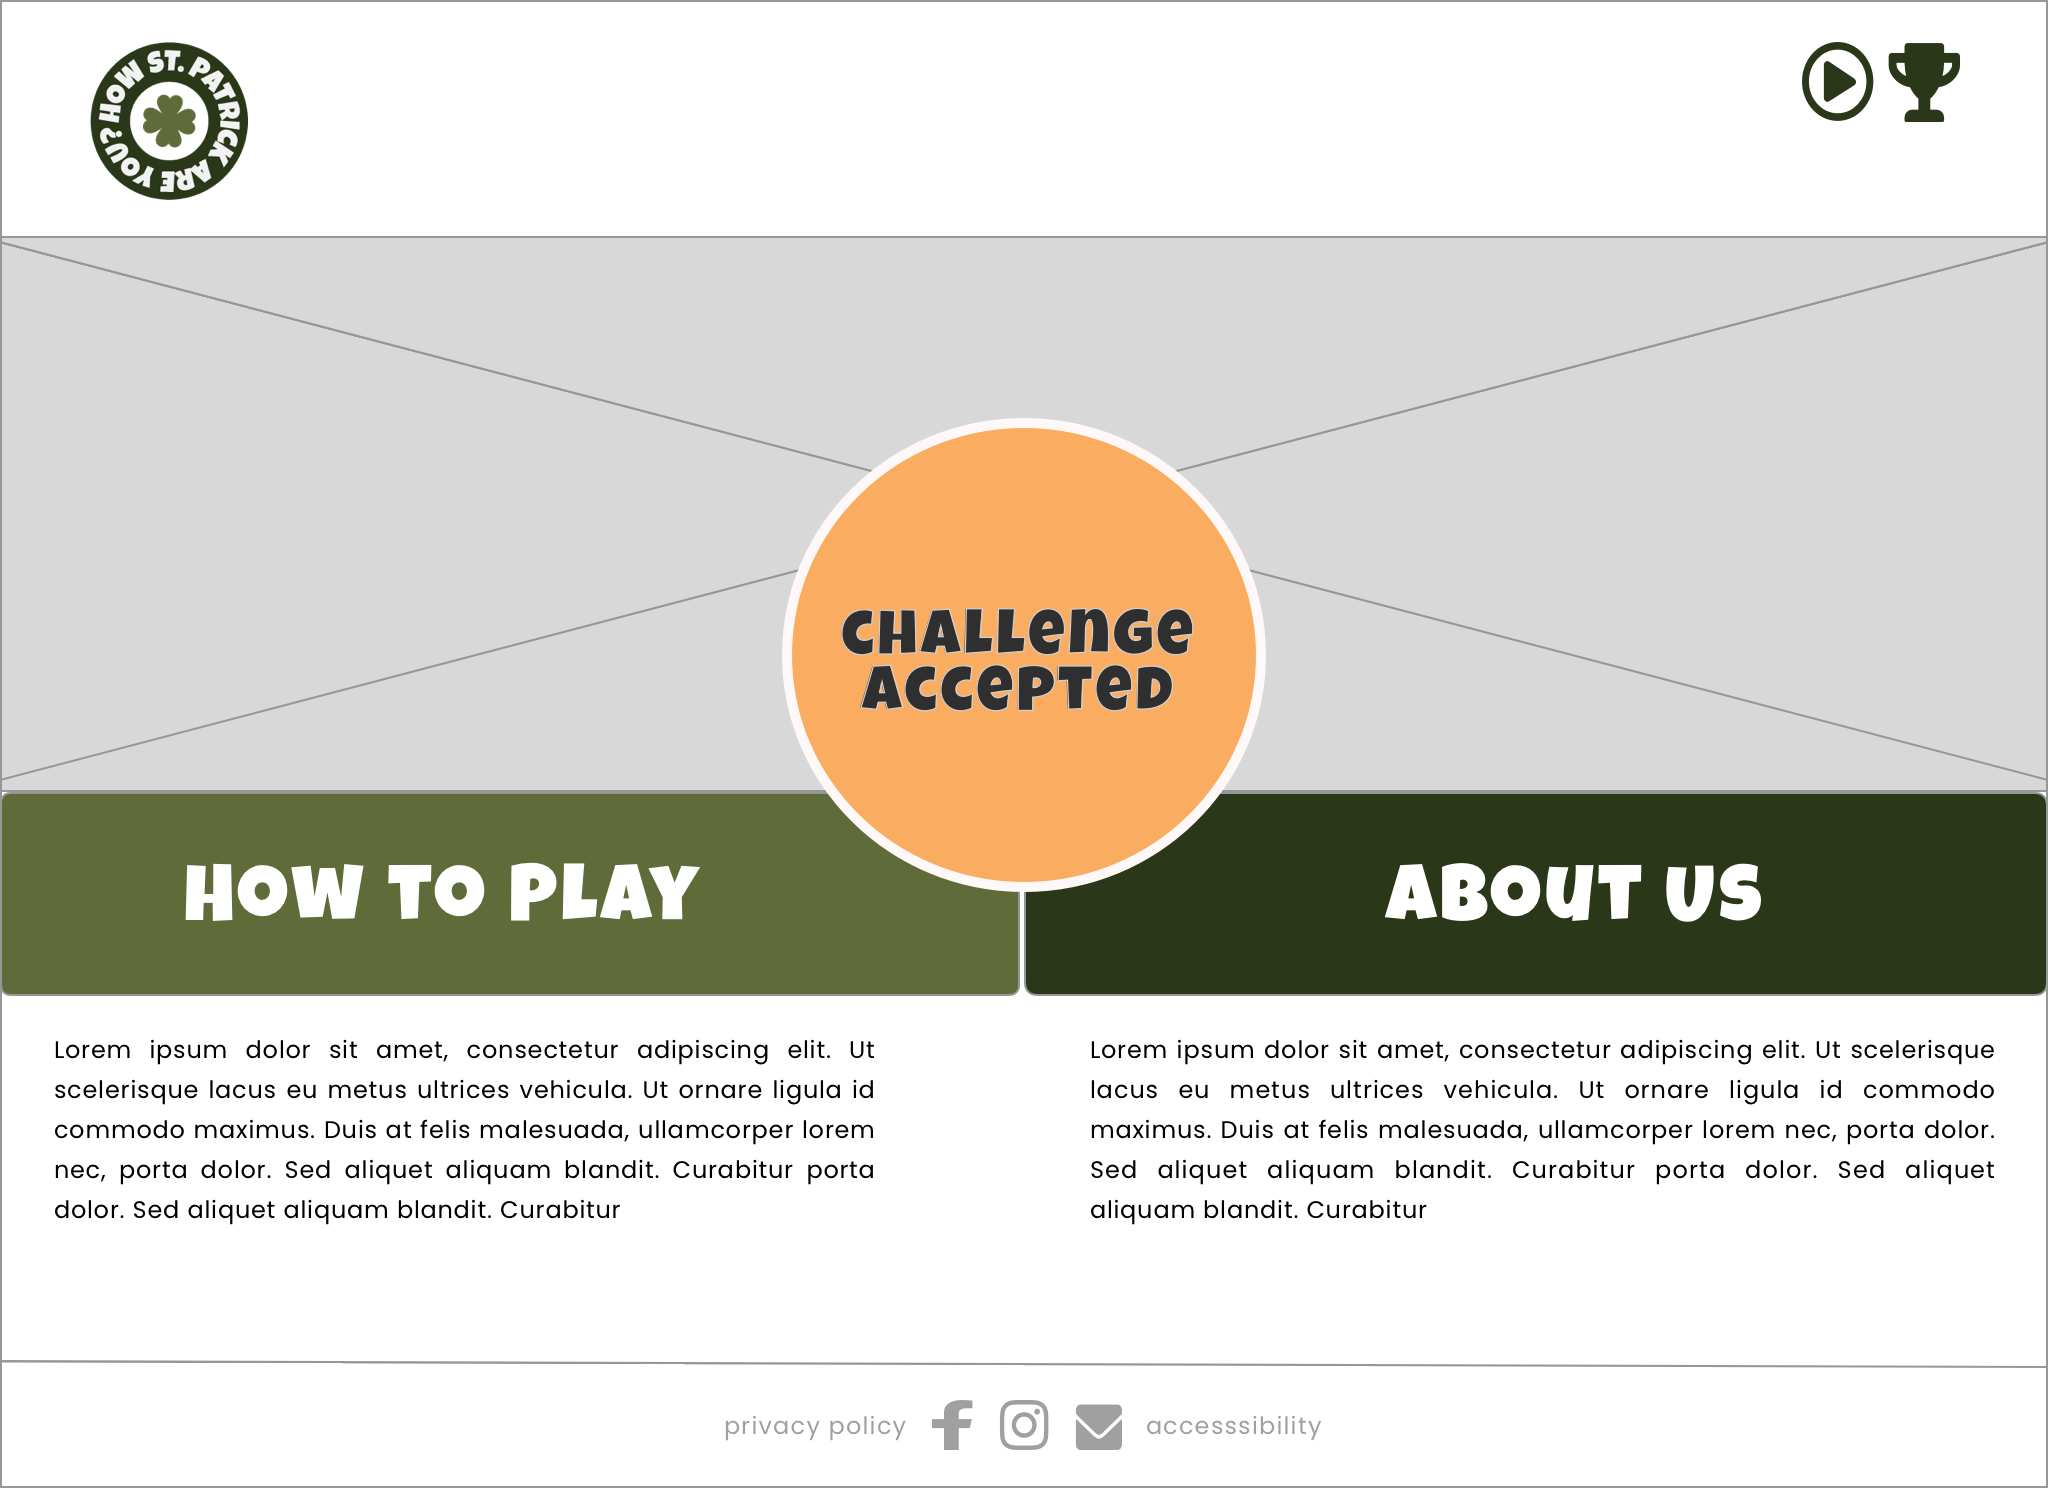 HOW ST. PATRICK ARE YOU?
CHALLENGE
ACCEPTED
HOW TO PLAY
ABOUT US
Lorem ipsum dolor sit amet, consectetur adipiscing elit. Ut
scelerisque lacus eu metus ultrices vehicula. Ut ornare ligula id
commodo maximus. Duis at felis malesuada, ullamcorper lorem
nec, porta dolor. Sed aliquet aliquam blandit. Curabitur porta
dolor. Sed aliquet aliquam blandit. Curabitur
Lorem ipsum dolor sit amet, consectetur adipiscing elit. Ut scelerisque
lacus eu metus ultrices vehicula. Ut ornare ligula id commodo
maximus. Duis at felis malesuada, ullamcorper lorem nec, porta dolor.
Sed aliquet aliquam blandit. Curabitur porta dolor. Sed aliquet
aliquam blandit. Curabitur
privacy policy
accesssibility